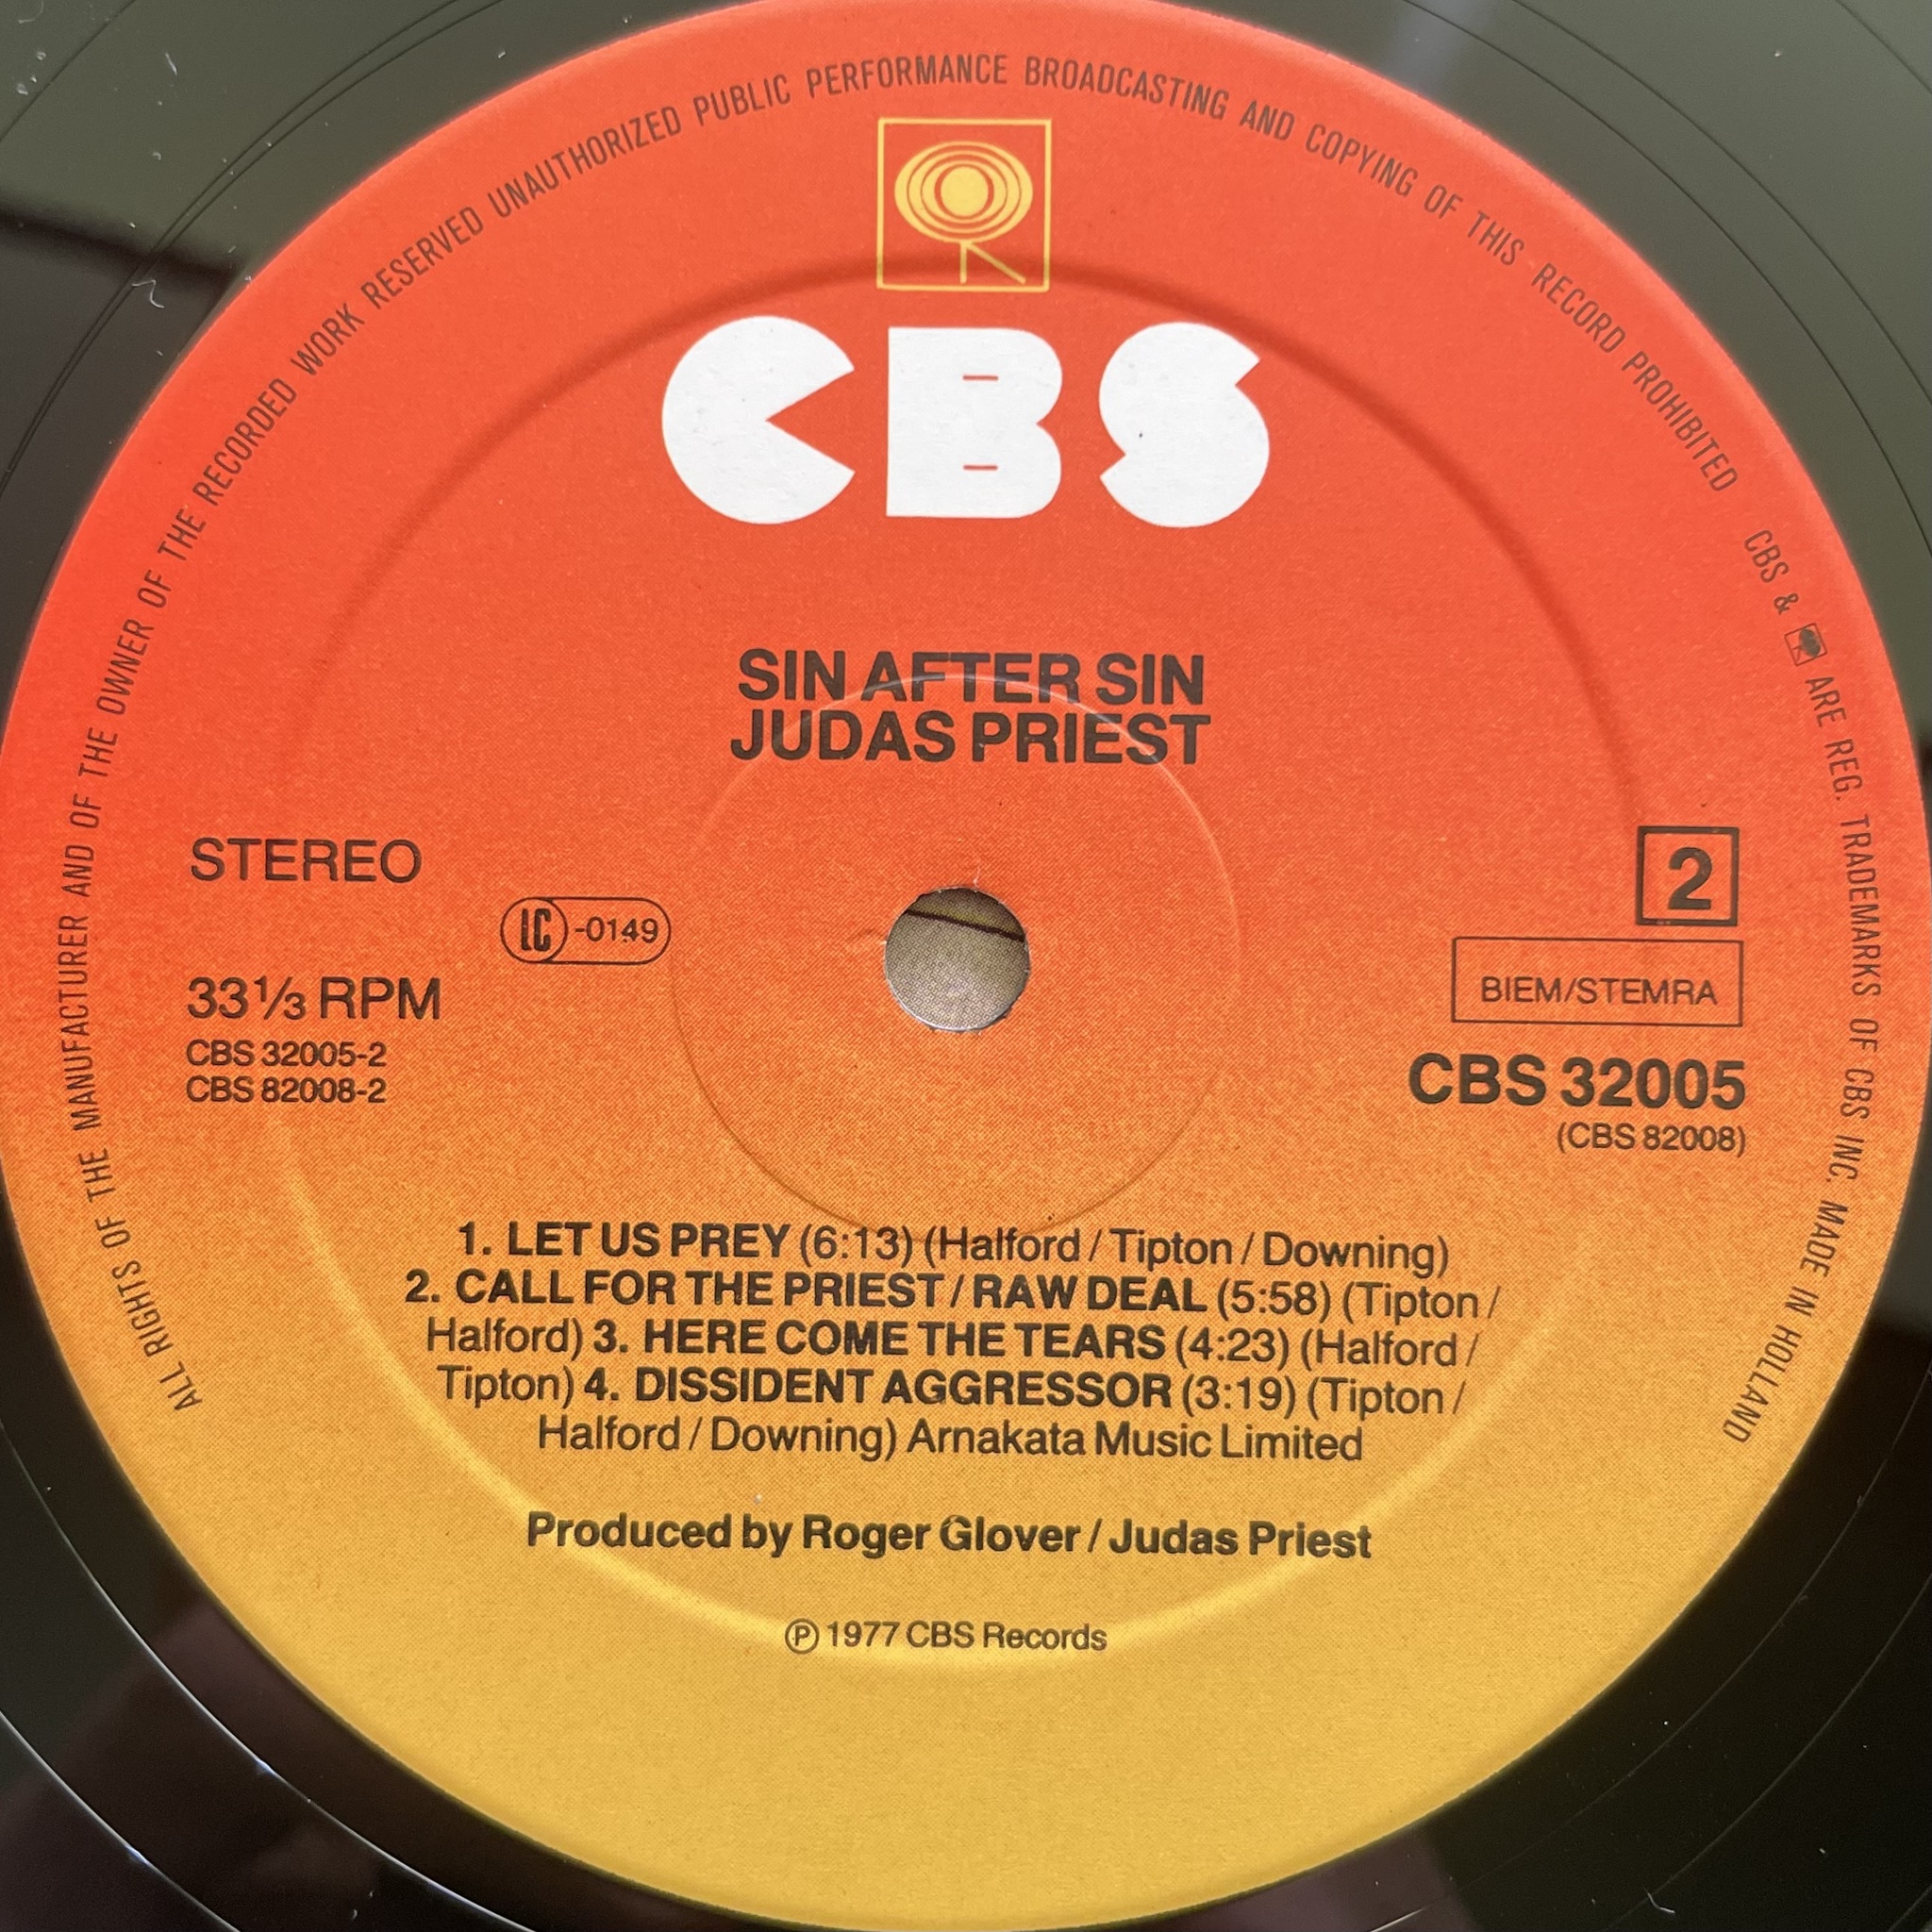 ALL RIGHTS OF THE MANUFACTURER AND OF THE OWNER OF THE RECORDED WORK RESERVED UNAUTHORIZED PUBLIC PERFORMANCE BROADCASTING AND COPYING OF THIS RECORD PROHIBITED CBS & ARE REG. TRADEMARKS OF CBS INC. MADE IN HOLLAND
CBS
SIN AFTER SIN
JUDAS PRIEST
STEREO
LC-0149
33⅓ RPM
CBS 32005-2
CBS 82008-2
2
BIEM/STEMRA
CBS 32005
(CBS 82008)
1. LET US PREY (6:13) (Halford / Tipton / Downing)
2. CALL FOR THE PRIEST / RAW DEAL (5:58) (Tipton /
Halford) 3. HERE COME THE TEARS (4:23) (Halford /
Tipton) 4. DISSIDENT AGGRESSOR (3:19) (Tipton /
Halford / Downing) Arnakata Music Limited
Produced by Roger Glover / Judas Priest
℗ 1977 CBS Records